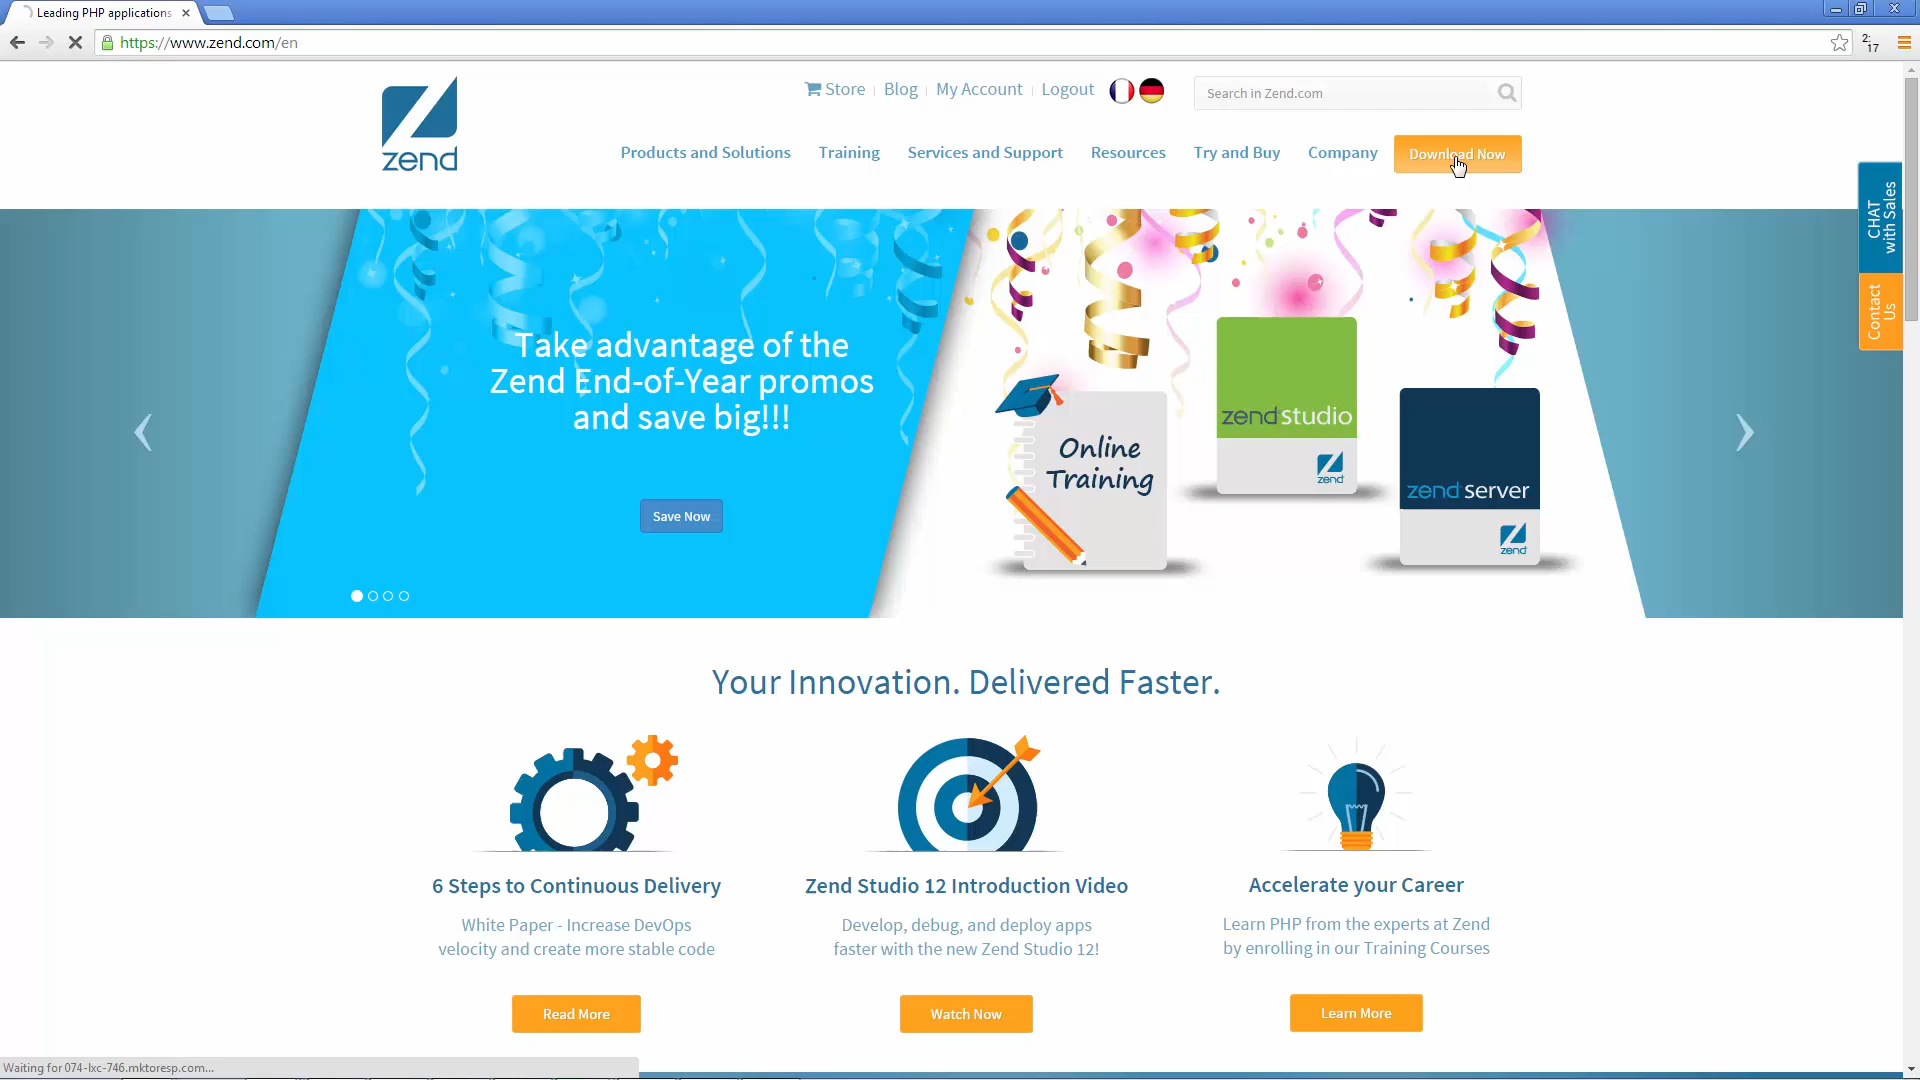 Leading PHP applications
https://www.zend.com/en
2:
17
Store
Blog
My Account
Logout
Search in Zend.com
zend
Products and Solutions
Training
Services and Support
Resources
Try and Buy
Company
Download Now
CHAT
with Sales
Contact
Us
Take advantage of the
Zend End-of-Year promos
and save big!!!
Save Now
Online
Training
zend studio
zend
zend server
zend
Your Innovation. Delivered Faster.
6 Steps to Continuous Delivery
White Paper - Increase DevOps
velocity and create more stable code
Read More
Zend Studio 12 Introduction Video
Develop, debug, and deploy apps
faster with the new Zend Studio 12!
Watch Now
Accelerate your Career
Learn PHP from the experts at Zend
by enrolling in our Training Courses
Learn More
Waiting for 074-lxc-746.mktoresp.com...